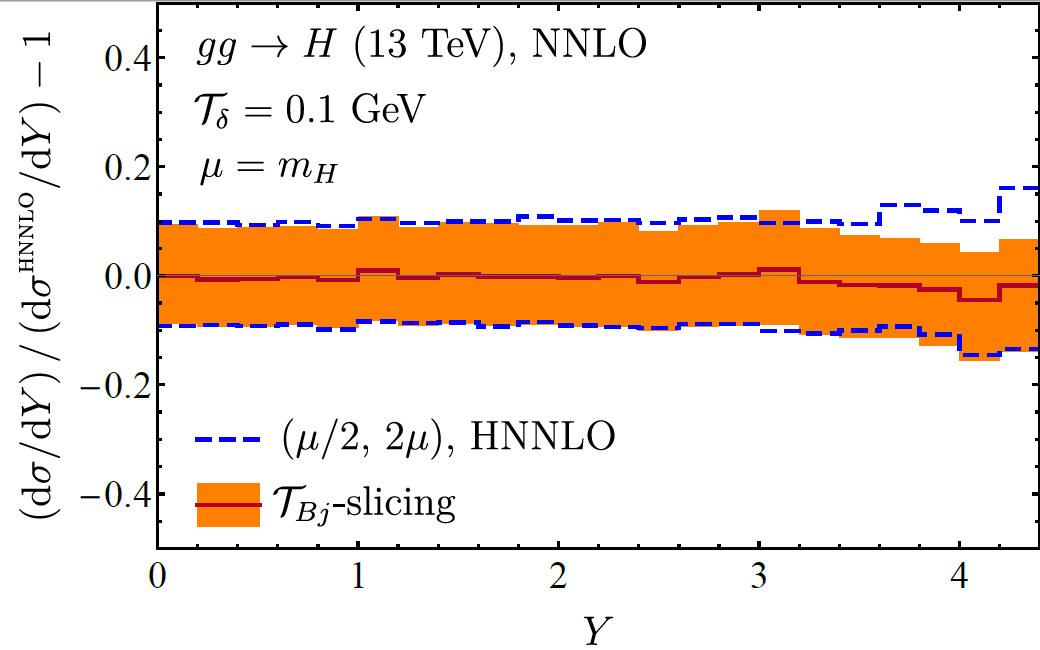 (dσ/dY) / (dσ^HNNLO/dY) − 1
gg → H (13 TeV), NNLO
𝒯_δ = 0.1 GeV
μ = m_H
0.4
0.2
0.0
−0.2
−0.4
(μ/2, 2μ), HNNLO
𝒯_Bj-slicing
0 1 2 3 4
Y